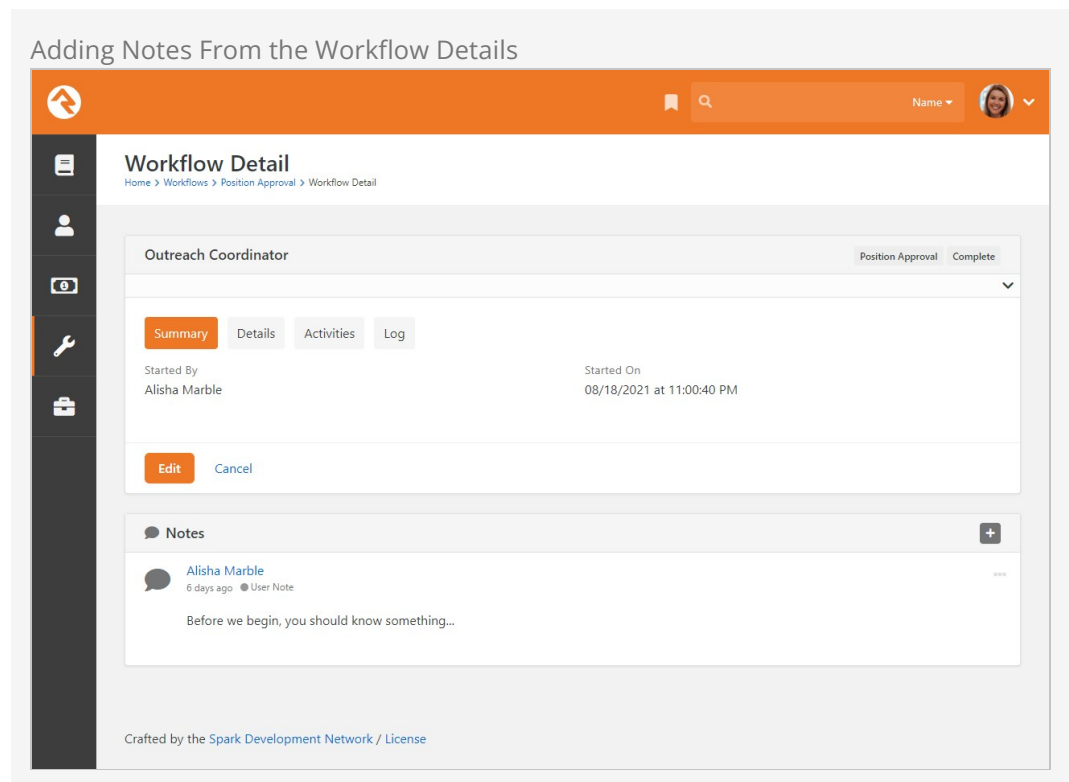 Adding Notes From the Workflow Details
Name
Workflow Detail
Home > Workflows > Position Approval > Workflow Detail
Outreach Coordinator
Position Approval Complete
Summary Details Activities Log
Started By Started On
Alisha Marble 08/18/2021 at 11:00:40 PM
Edit Cancel
Notes
Alisha Marble
6 days ago User Note
Before we begin, you should know something...
Crafted by the Spark Development Network / License